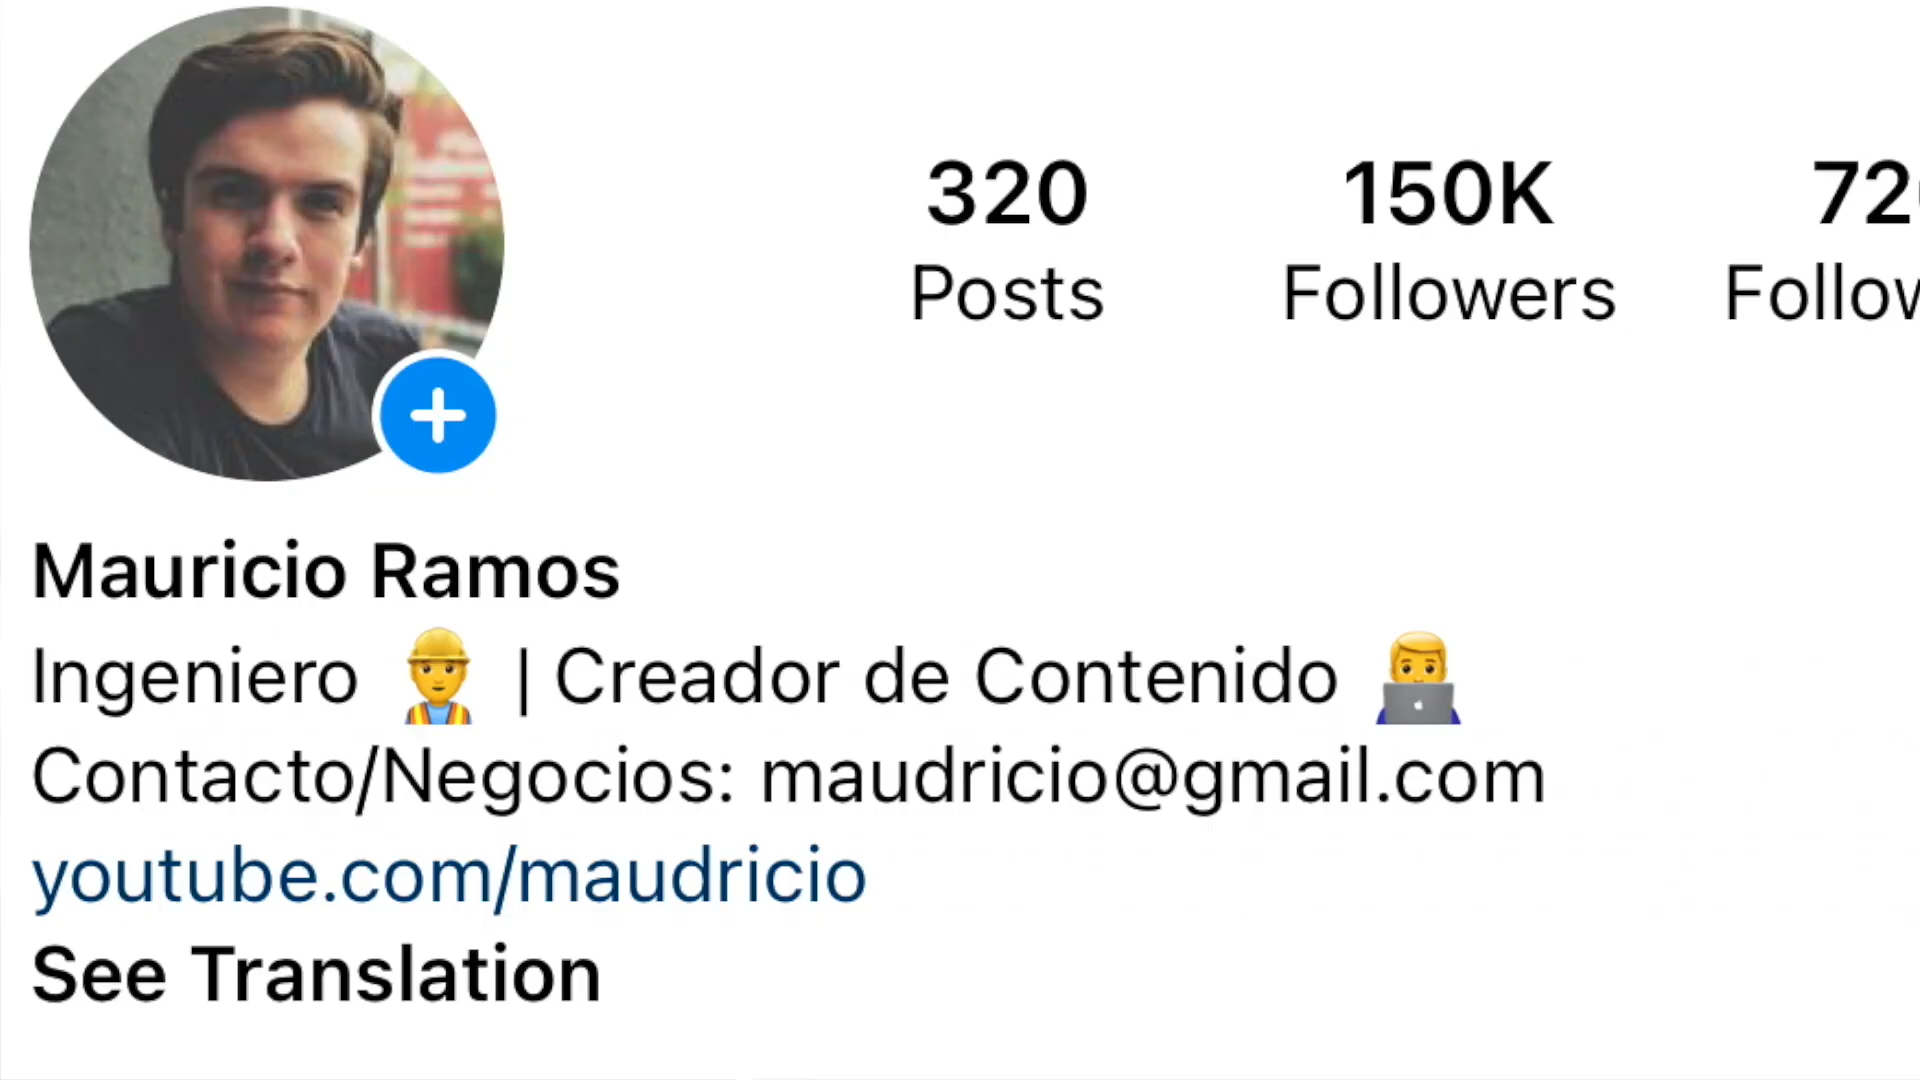 320 150K
Posts Followers
Mauricio Ramos
Ingeniero 👷‍♂️ | Creador de Contenido 👨‍💻
Contacto/Negocios: maudricio@gmail.com
youtube.com/maudricio
See Translation